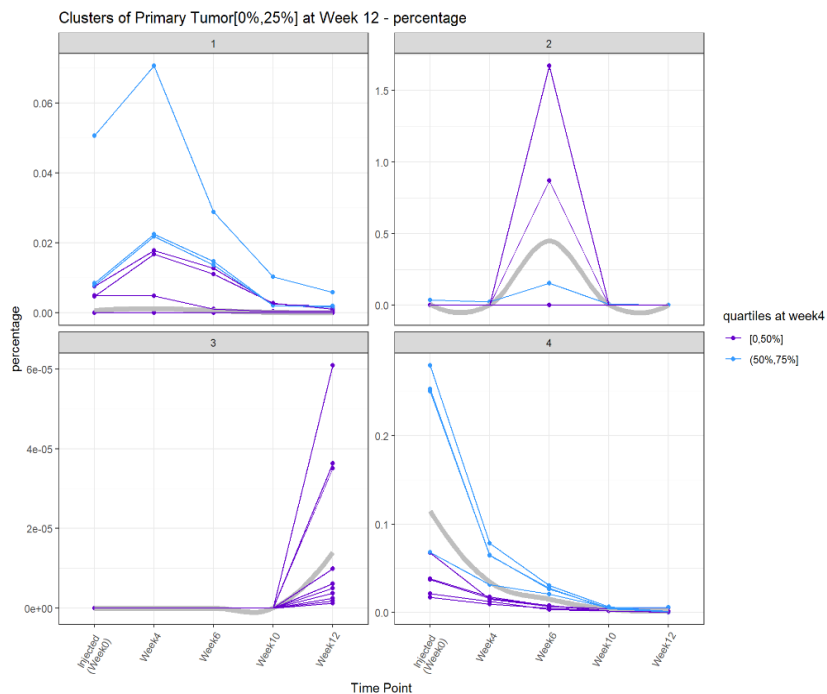 Clusters of Primary Tumor[0%,25%] at Week 12 - percentage
1
2
0.06
0.04
0.02
0.00
1.5
1.0
0.5
0.0
percentage
3
4
6e-05
4e-05
2e-05
0e+00
0.2
0.1
0.0
quartiles at week4
[0,50%]
(50%,75%]
Injected
(Week0)
Week4
Week6
Week10
Week12
Injected
(Week0)
Week4
Week6
Week10
Week12
Time Point